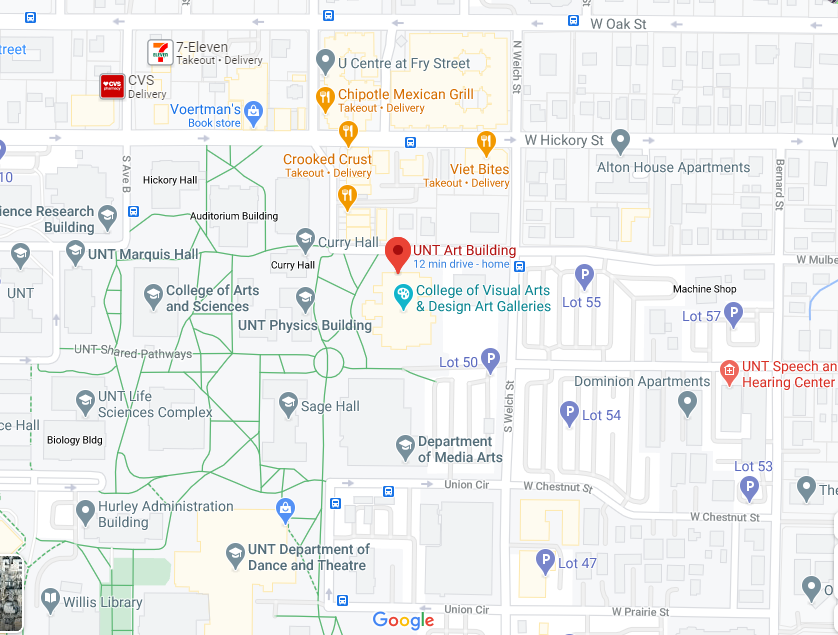 W Oak St
7-Eleven
Takeout • Delivery
7
ELEVEN
treet
U Centre at Fry Street
N Welch St
CVS
Delivery
CVS
pharmacy
Chipotle Mexican Grill
Takeout • Delivery
Voertman's
Book store
W Hickory St
W H
Crooked Crust
Takeout • Delivery
Viet Bites
Takeout • Delivery
Alton House Apartments
S Ave B
Bernard St
10
Hickory Hall
ience Research
Building
Auditorium Building
Curry Hall
UNT Marquis Hall
UNT Art Building
12 min drive - home
Curry Hall
W Mulbe
UNT
College of Arts
and Sciences
College of Visual Arts
& Design Art Galleries
P
Lot 55
Machine Shop
P
Lot 57
UNT Physics Building
UNT Shared Pathways
Lot 50
P
UNT Speech an
Hearing Center
Dominion Apartments
UNT Life
Sciences Complex
Sage Hall
S Welch St
P
Lot 54
ce Hall
Biology Bldg
Department
of Media Arts
Lot 53
P
Union Cir
W Chestnut St
The
Hurley Administration
Building
W Chestnut St
UNT Department of
Dance and Theatre
P
Lot 47
Willis Library
O
Google
Union Cir
W Prairie St